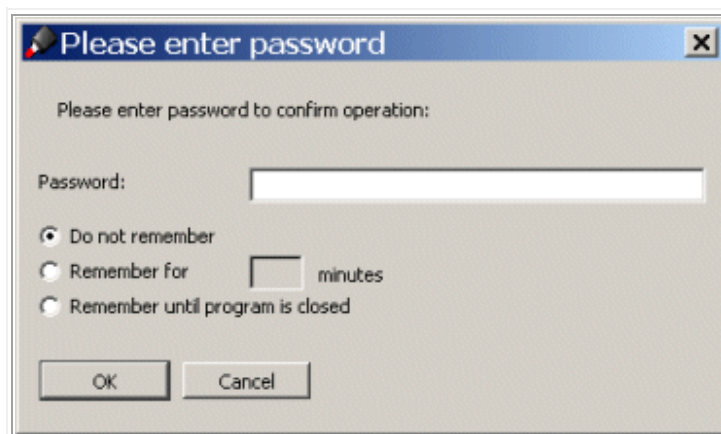 Please enter password
Please enter password to confirm operation:
Password:
Do not remember
Remember for minutes
Remember until program is closed
OK Cancel